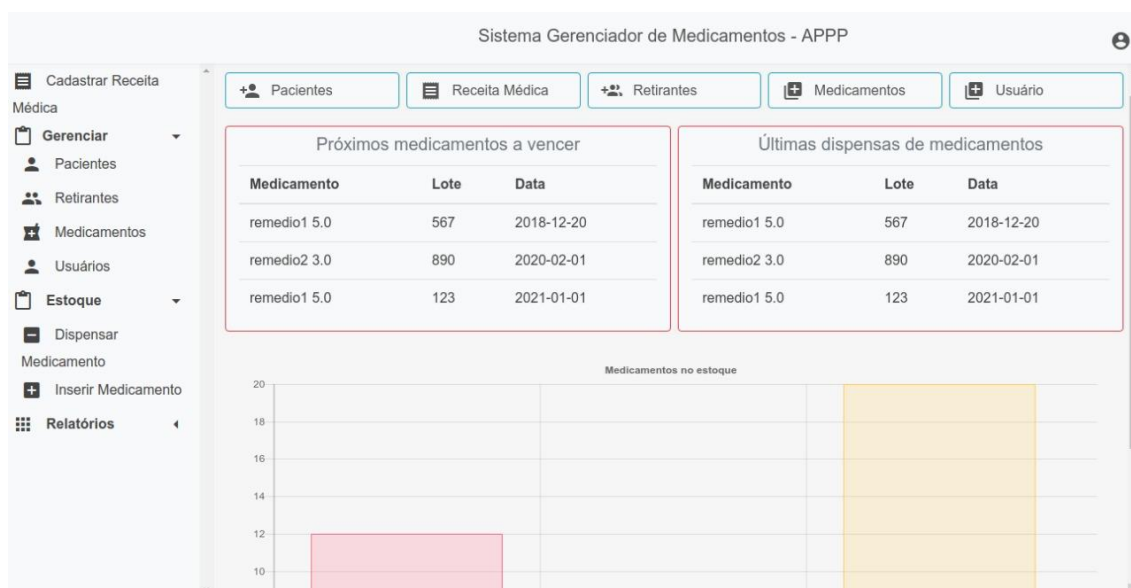 Sistema Gerenciador de Medicamentos - APPP
Cadastrar Receita
Médica
Gerenciar
Pacientes
Retirantes
Medicamentos
Usuários
Estoque
Dispensar
Medicamento
Inserir Medicamento
Relatórios
Pacientes Receita Médica Retirantes Medicamentos Usuário
Próximos medicamentos a vencer
Medicamento Lote Data
remedio1 5.0 567 2018-12-20
remedio2 3.0 890 2020-02-01
remedio1 5.0 123 2021-01-01
Últimas dispensas de medicamentos
Medicamento Lote Data
remedio1 5.0 567 2018-12-20
remedio2 3.0 890 2020-02-01
remedio1 5.0 123 2021-01-01
Medicamentos no estoque
20
18
16
14
12
10